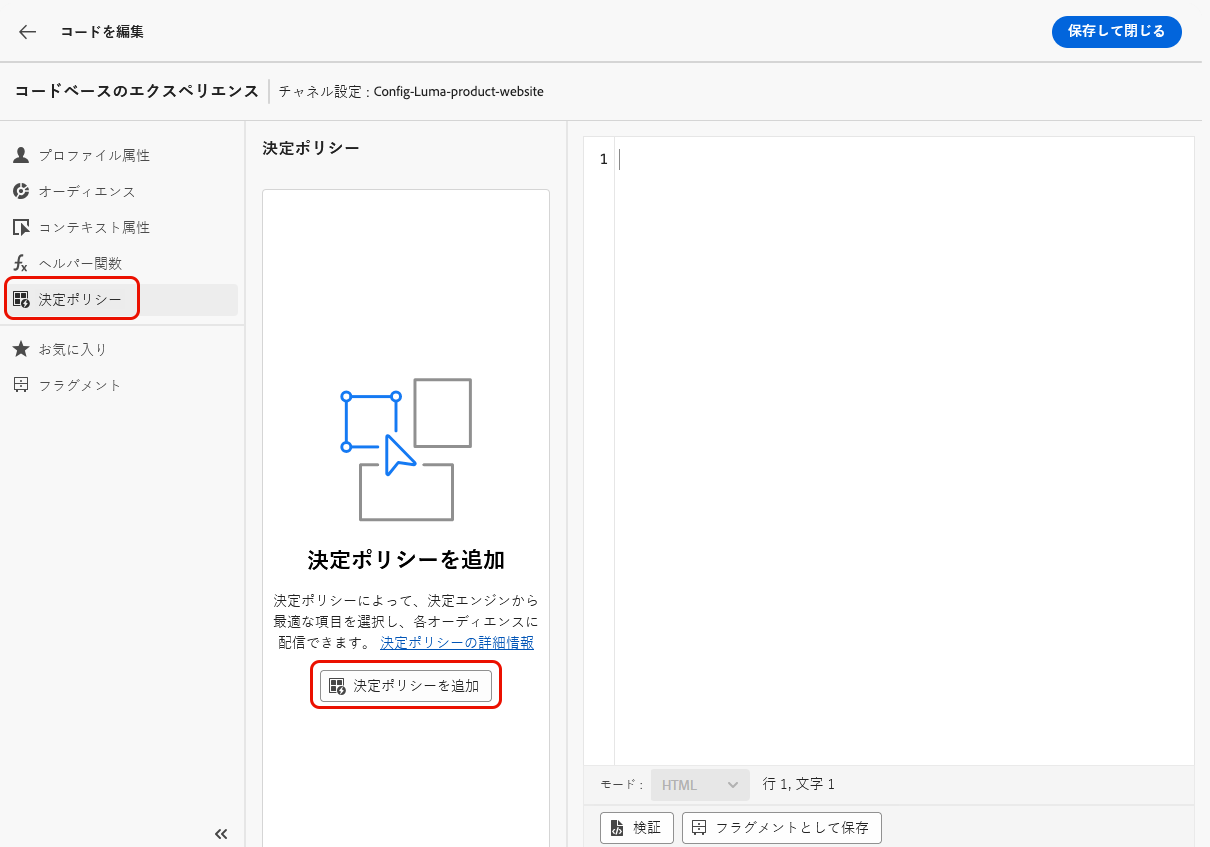 コードを編集
保存して閉じる
コードベースのエクスペリエンス
チャネル設定 : Config-Luma-product-website
プロファイル属性
オーディエンス
コンテキスト属性
ヘルパー関数
決定ポリシー
お気に入り
フラグメント
決定ポリシー
決定ポリシーを追加
決定ポリシーによって、決定エンジンから
最適な項目を選択し、各オーディエンスに
配信できます。 決定ポリシーの詳細情報
決定ポリシーを追加
1
モード : HTML 行 1, 文字 1
検証 フラグメントとして保存